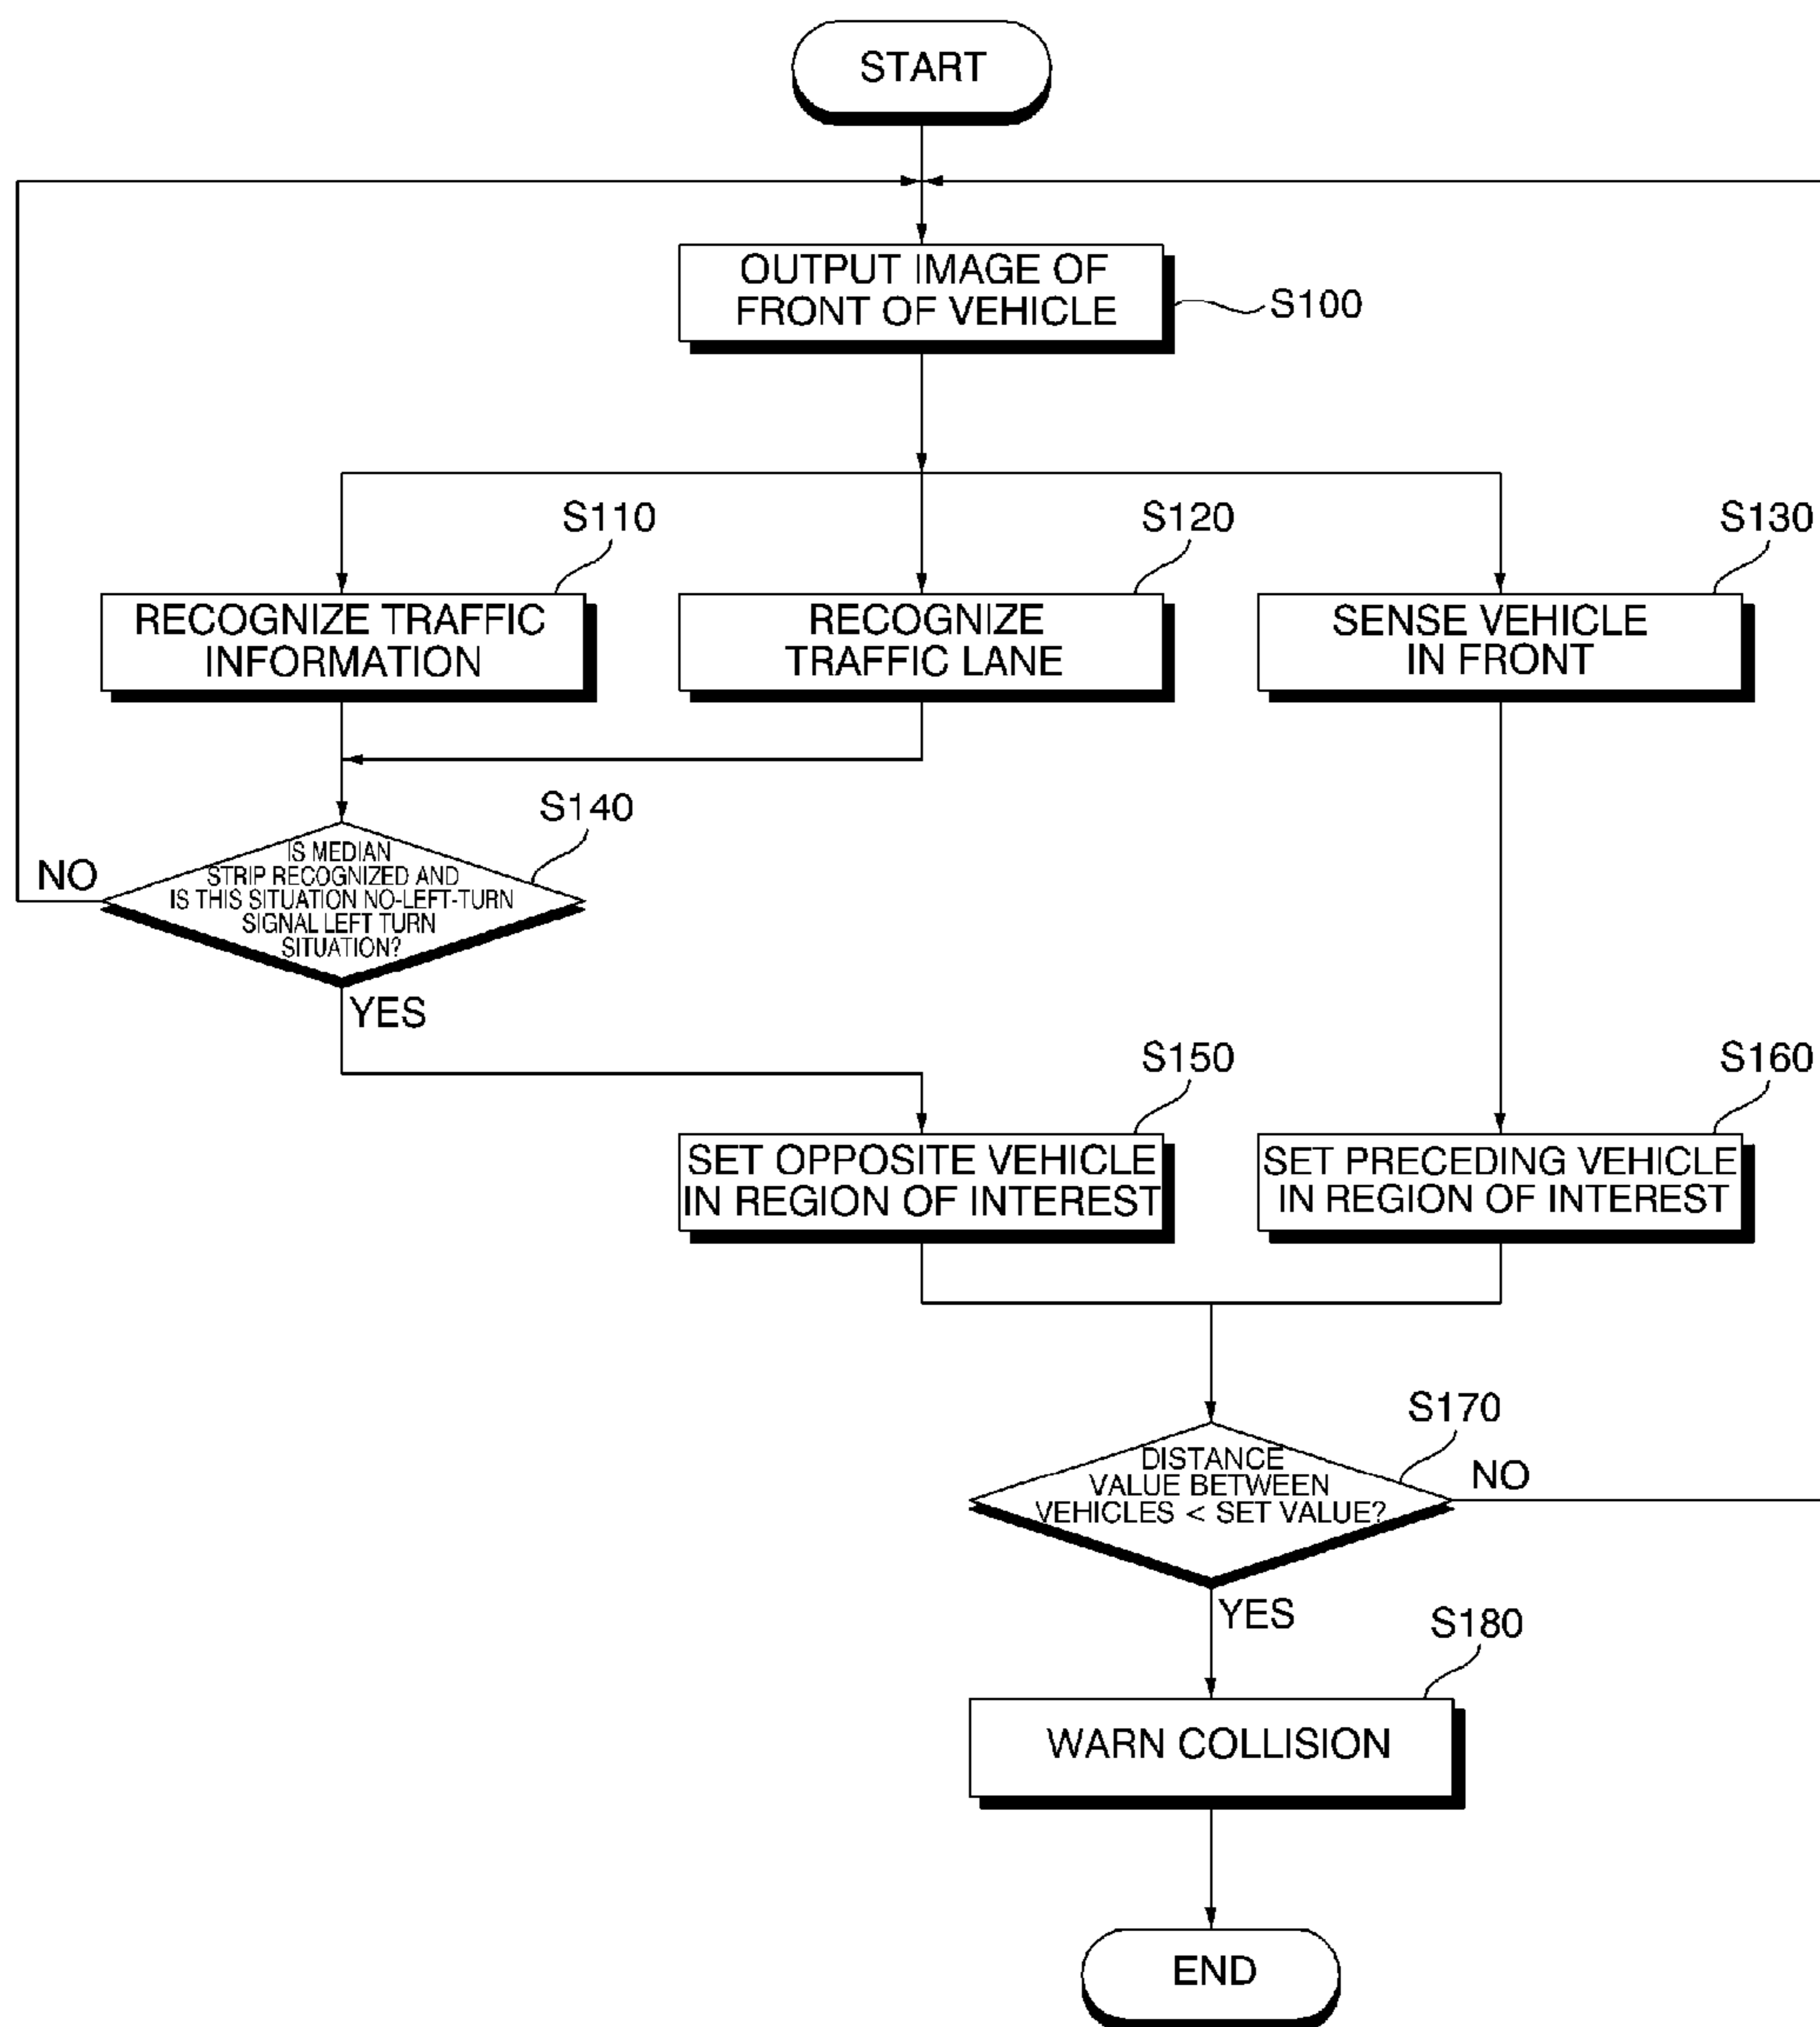 START
OUTPUT IMAGE OF
FRONT OF VEHICLE
S100
S110
S120
S130
RECOGNIZE TRAFFIC
INFORMATION
RECOGNIZE
TRAFFIC LANE
SENSE VEHICLE
IN FRONT
S140
NO
IS MEDIAN
STRIP RECOGNIZED AND
IS THIS SITUATION NO-LEFT-TURN
SIGNAL LEFT TURN
SITUATION?
YES
S150
S160
SET OPPOSITE VEHICLE
IN REGION OF INTEREST
SET PRECEDING VEHICLE
IN REGION OF INTEREST
S170
DISTANCE
VALUE BETWEEN
VEHICLES < SET VALUE?
NO
YES
S180
WARN COLLISION
END